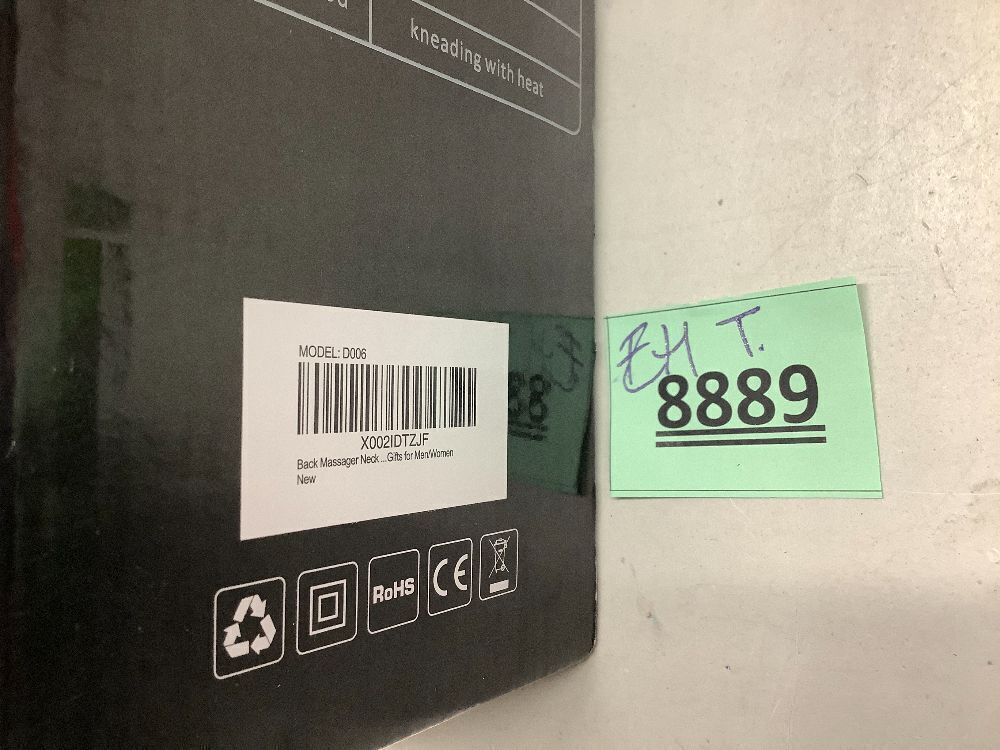 kneading with heat
MODEL: D006
X002IDTZJF
Back Massager Neck ...Gifts for Men/Women
New
RoHS
CE
EH T.
8889